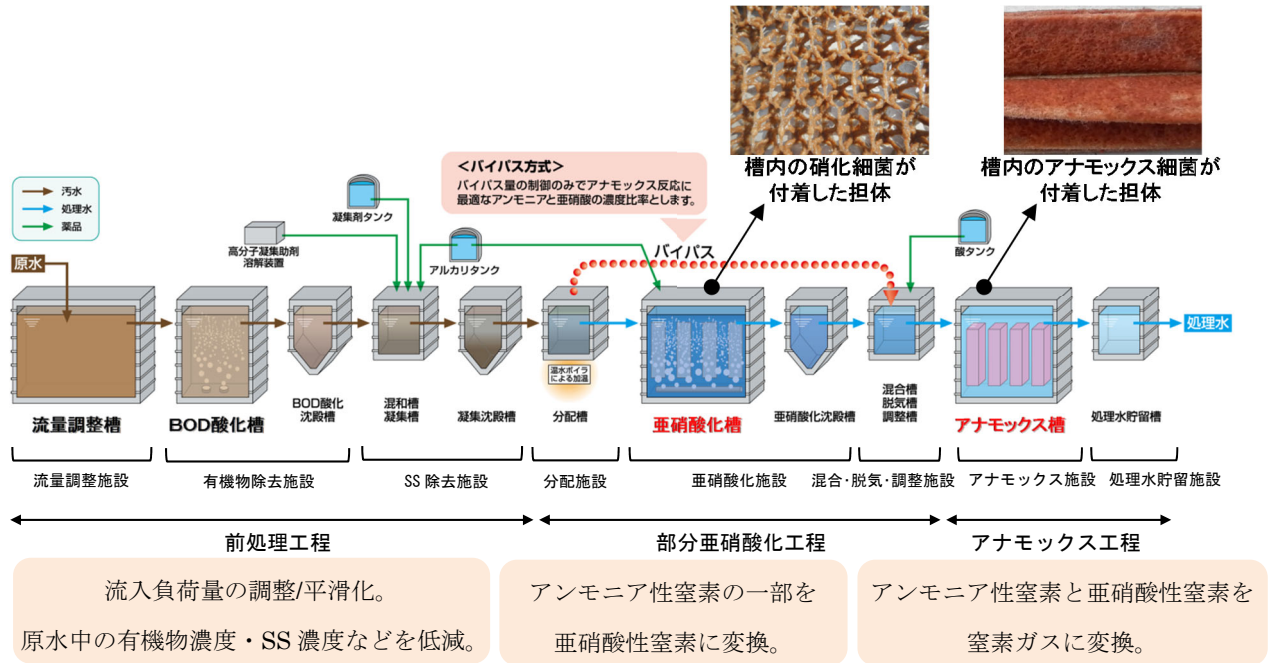 槽内の硝化細菌が
付着した担体
槽内のアナモックス細菌が
付着した担体
<バイパス方式>
バイパス量の制御のみでアナモックス反応に
最適なアンモニアと亜硝酸の濃度比率とします。
汚水
処理水
薬品
凝集剤タンク
高分子凝集助剤
溶解装置
アルカリタンク
バイパス
酸タンク
原水
処理水
温水ボイラ
による加温
流量調整槽
BOD酸化槽
BOD酸化
沈殿槽
混和槽
凝集槽
凝集沈殿槽
分配槽
亜硝酸化槽
亜硝酸化沈殿槽
混合槽
脱気槽
調整槽
アナモックス槽
処理水貯留槽
流量調整施設
有機物除去施設
SS 除去施設
分配施設
亜硝酸化施設
混合・脱気・調整施設
アナモックス施設
処理水貯留施設
前処理工程
部分亜硝酸化工程
アナモックス工程
流入負荷量の調整/平滑化。
原水中の有機物濃度・SS 濃度などを低減。
アンモニア性窒素の一部を
亜硝酸性窒素に変換。
アンモニア性窒素と亜硝酸性窒素を
窒素ガスに変換。